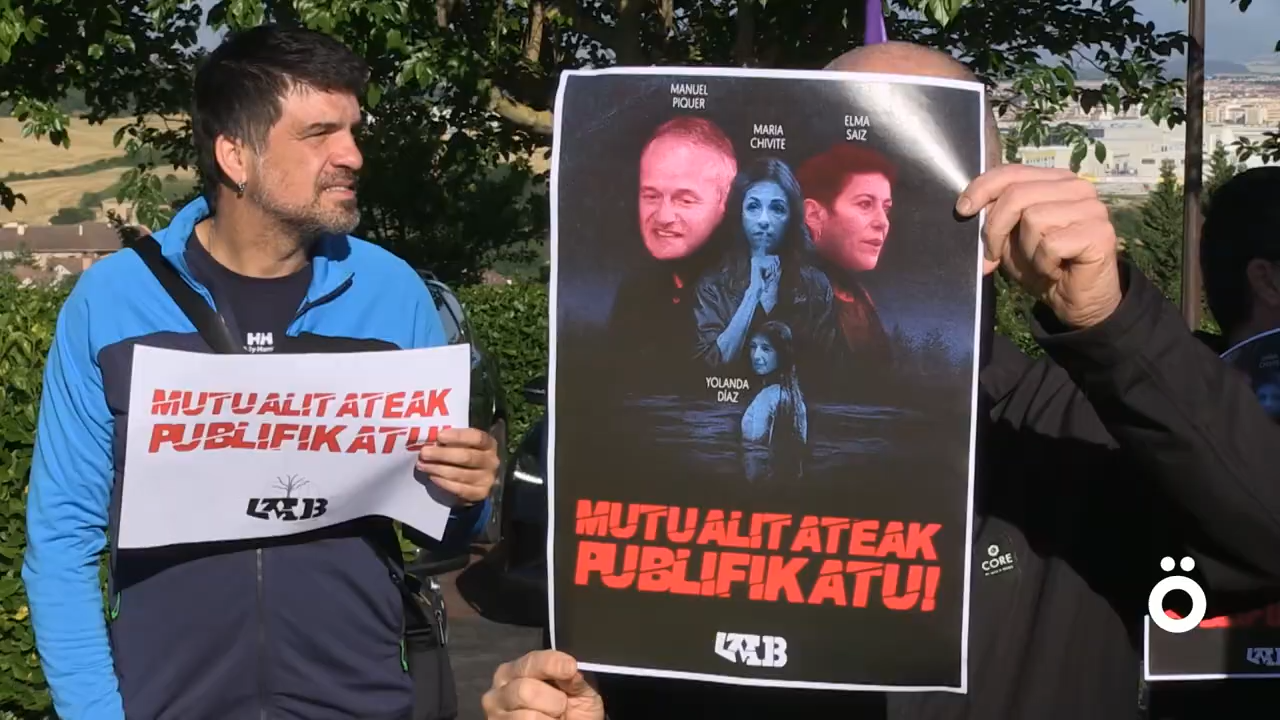 MANUEL
PIQUER
MARIA
CHIVITE
ELMA
SAIZ
YOLANDA
DÍAZ
MUTUALITATEAK
PUBLIFIKATU!
LAB
HH
MUTUALITATEAK
PUBLIFIKATU!
LAB
CORE
Ö